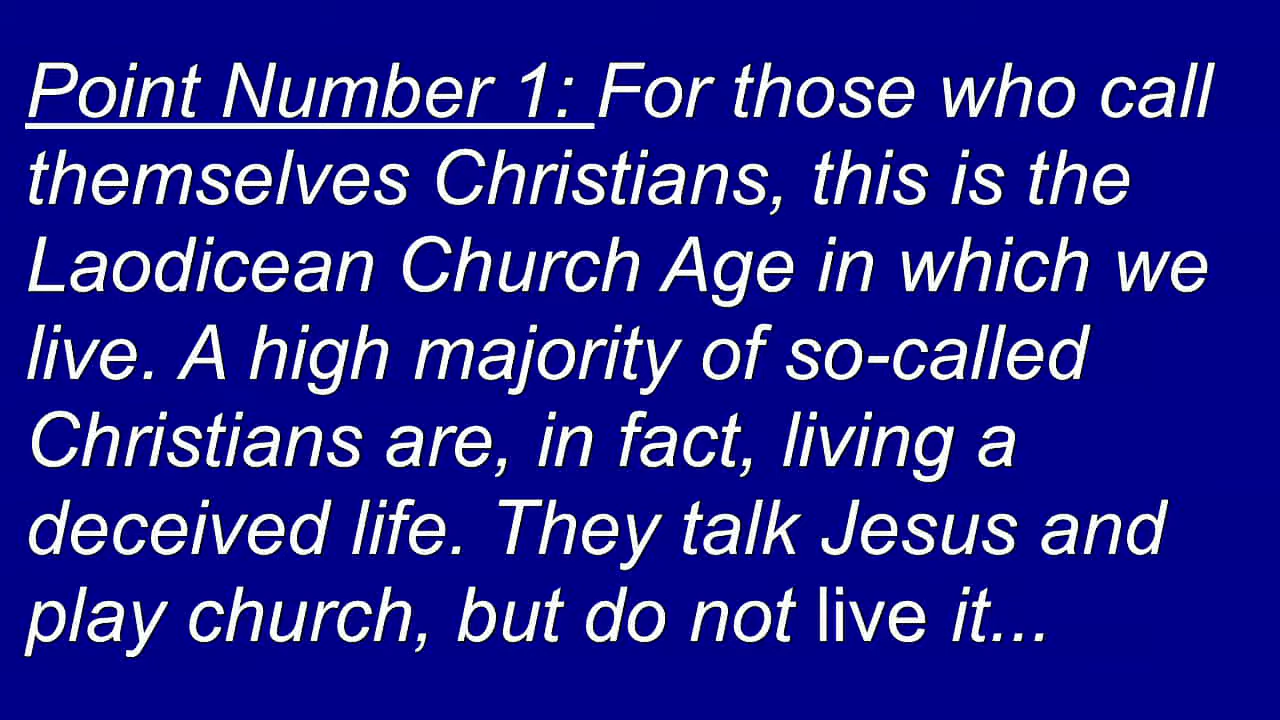 Point Number 1: For those who call
themselves Christians, this is the
Laodicean Church Age in which we
live. A high majority of so-called
Christians are, in fact, living a
deceived life. They talk Jesus and
play church, but do not live it...